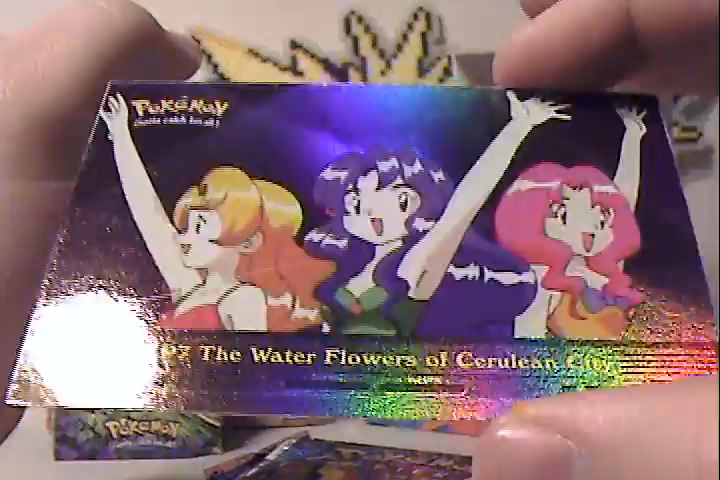 POKéMON
Gotta catch 'em all!
The Water Flowers of Cerulean City
POKéMON